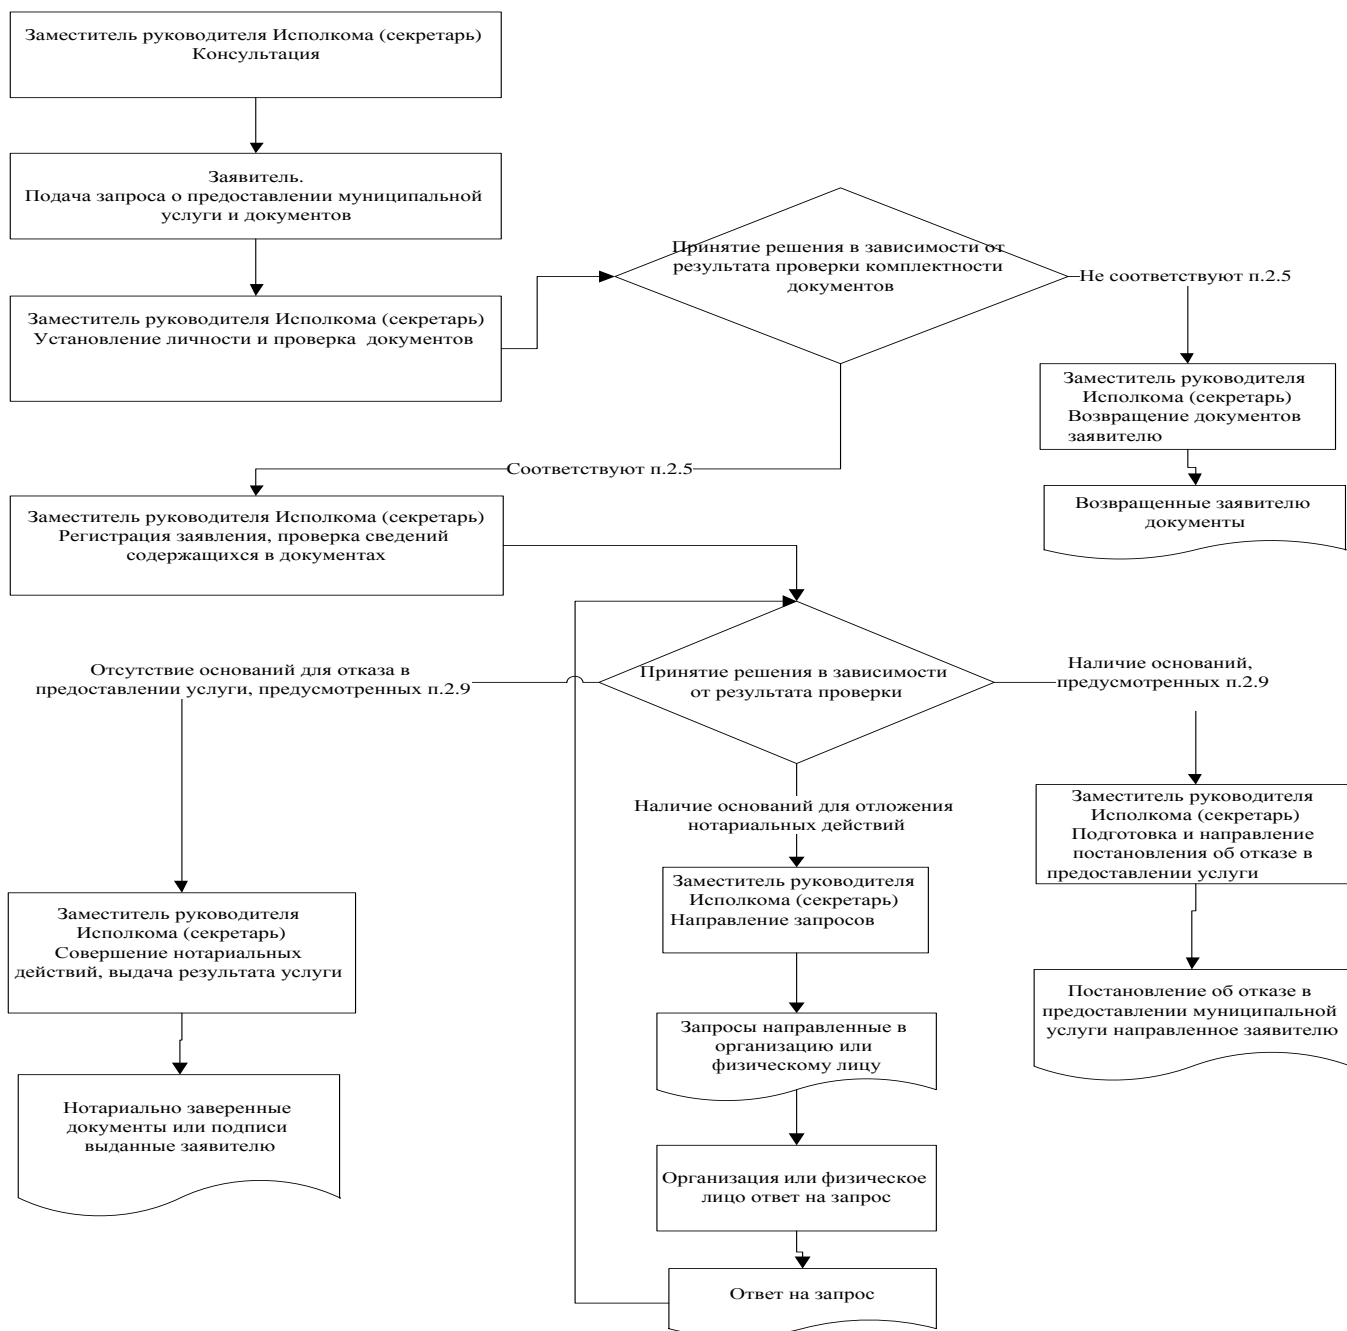 Заместитель руководителя Исполкома (секретарь)
Консультация
Заявитель.
Подача запроса о предоставлении муниципальной
услуги и документов
Заместитель руководителя Исполкома (секретарь)
Установление личности и проверка документов
Принятие решения в зависимости от
результата проверки комплектности
документов
Не соответствуют п.2.5
Заместитель руководителя
Исполкома (секретарь)
Возвращение документов
заявителю
Возвращенные заявителю
документы
Соответствуют п.2.5
Заместитель руководителя Исполкома (секретарь)
Регистрация заявления, проверка сведений
содержащихся в документах
Принятие решения в зависимости
от результата проверки
Отсутствие оснований для отказа в
предоставлении услуги, предусмотренных п.2.9
Наличие оснований,
предусмотренных п.2.9
Наличие оснований для отложения
нотариальных действий
Заместитель руководителя
Исполкома (секретарь)
Совершение нотариальных
действий, выдача результата услуги
Нотариально заверенные
документы или подписи
выданные заявителю
Заместитель руководителя
Исполкома (секретарь)
Направление запросов
Запросы направленные в
организацию или
физическому лицу
Организация или физическое
лицо ответ на запрос
Ответ на запрос
Заместитель руководителя
Исполкома (секретарь)
Подготовка и направление
постановления об отказе в
предоставлении услуги
Постановление об отказе в
предоставлении муниципальной
услуги направленное заявителю